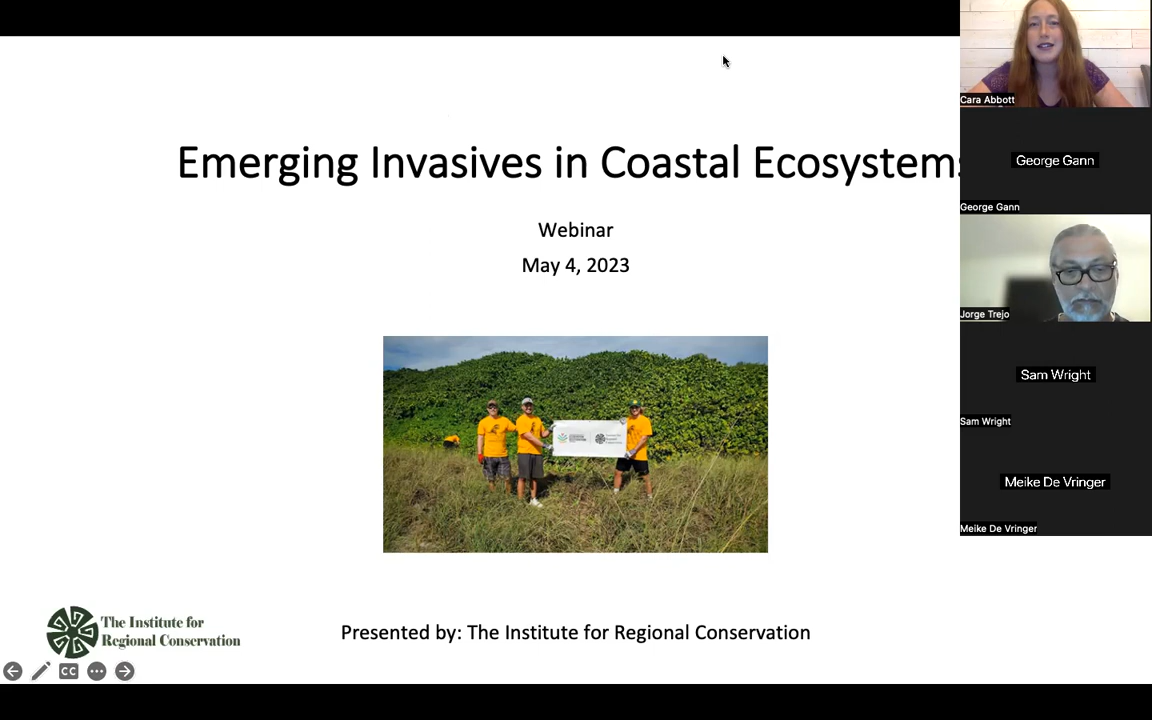 Emerging Invasives in Coastal Ecosystems
Webinar
May 4, 2023
The Institute for
Regional Conservation
Presented by: The Institute for Regional Conservation
CC
Cara Abbott
George Gann
George Gann
Jorge Trejo
Sam Wright
Sam Wright
Meike De Vringer
Meike De Vringer